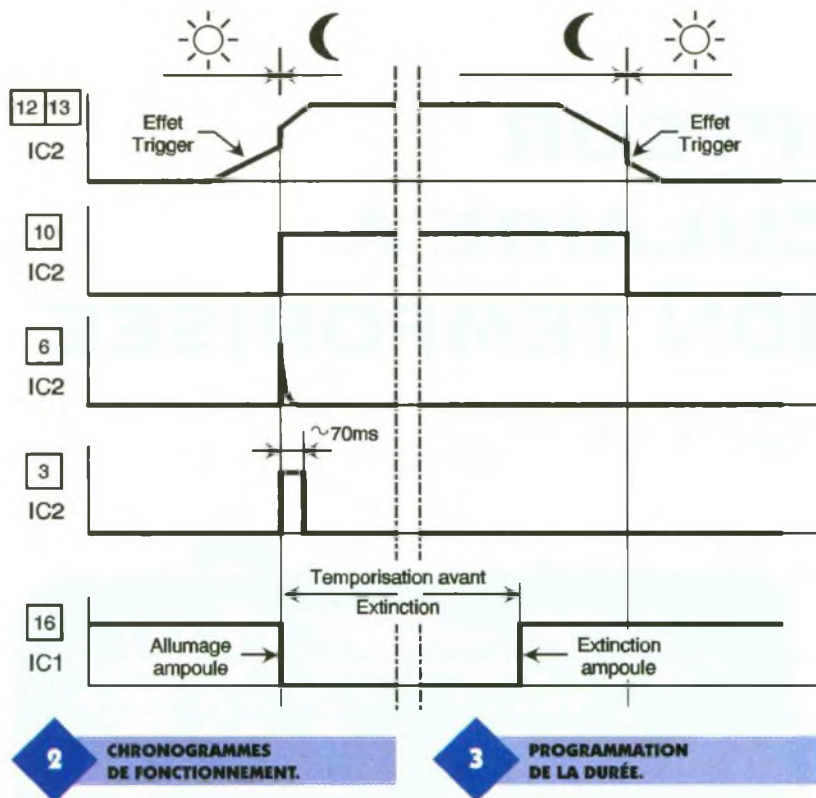 12 13
IC2
Effet
Trigger
Effet
Trigger
10
IC2
6
IC2
3
IC2
~70ms
16
IC1
Temporisation avant
Extinction
Allumage
ampoule
Extinction
ampoule
2 CHRONOGRAMMES
DE FONCTIONNEMENT.
3 PROGRAMMATION
DE LA DURÉE.